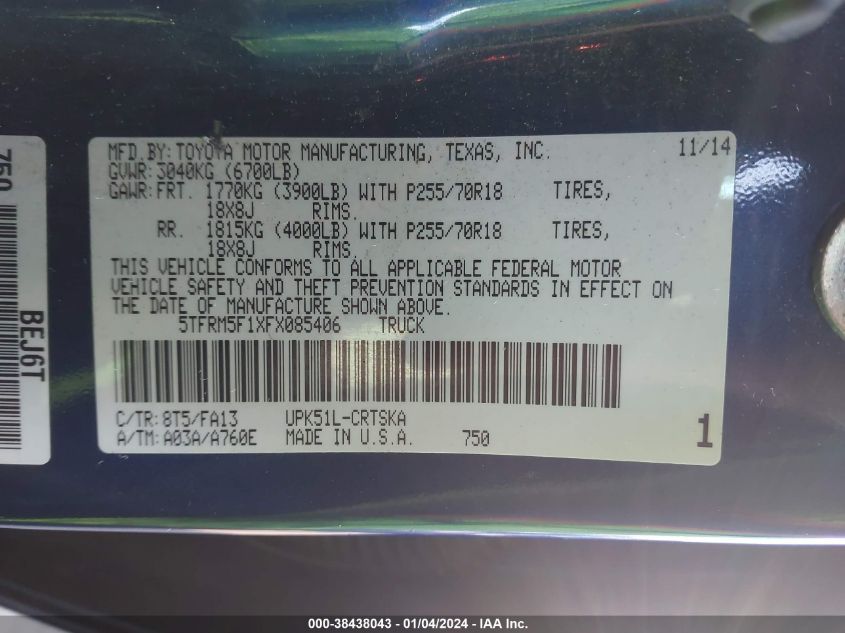 MFD.BY:TOYOTA MOTOR MANUFACTURING, TEXAS, INC. 11/14
GVWR:3040KG (6700LB)
GAWR:FRT. 1770KG (3900LB) WITH P255/70R18 TIRES,
18X8J RIMS.
RR. 1815KG (4000LB) WITH P255/70R18 TIRES,
18X8J RIMS.
THIS VEHICLE CONFORMS TO ALL APPLICABLE FEDERAL MOTOR
VEHICLE SAFETY AND THEFT PREVENTION STANDARDS IN EFFECT ON
THE DATE OF MANUFACTURE SHOWN ABOVE.
5TFRM5F1XFX085406 TRUCK
C/TR:8T5/FA13 UPK51L-CRTSKA
A/TM:A03A/A760E MADE IN U.S.A. 750 1
750
BEJ6T
000-38438043 - 01/04/2024 - IAA Inc.